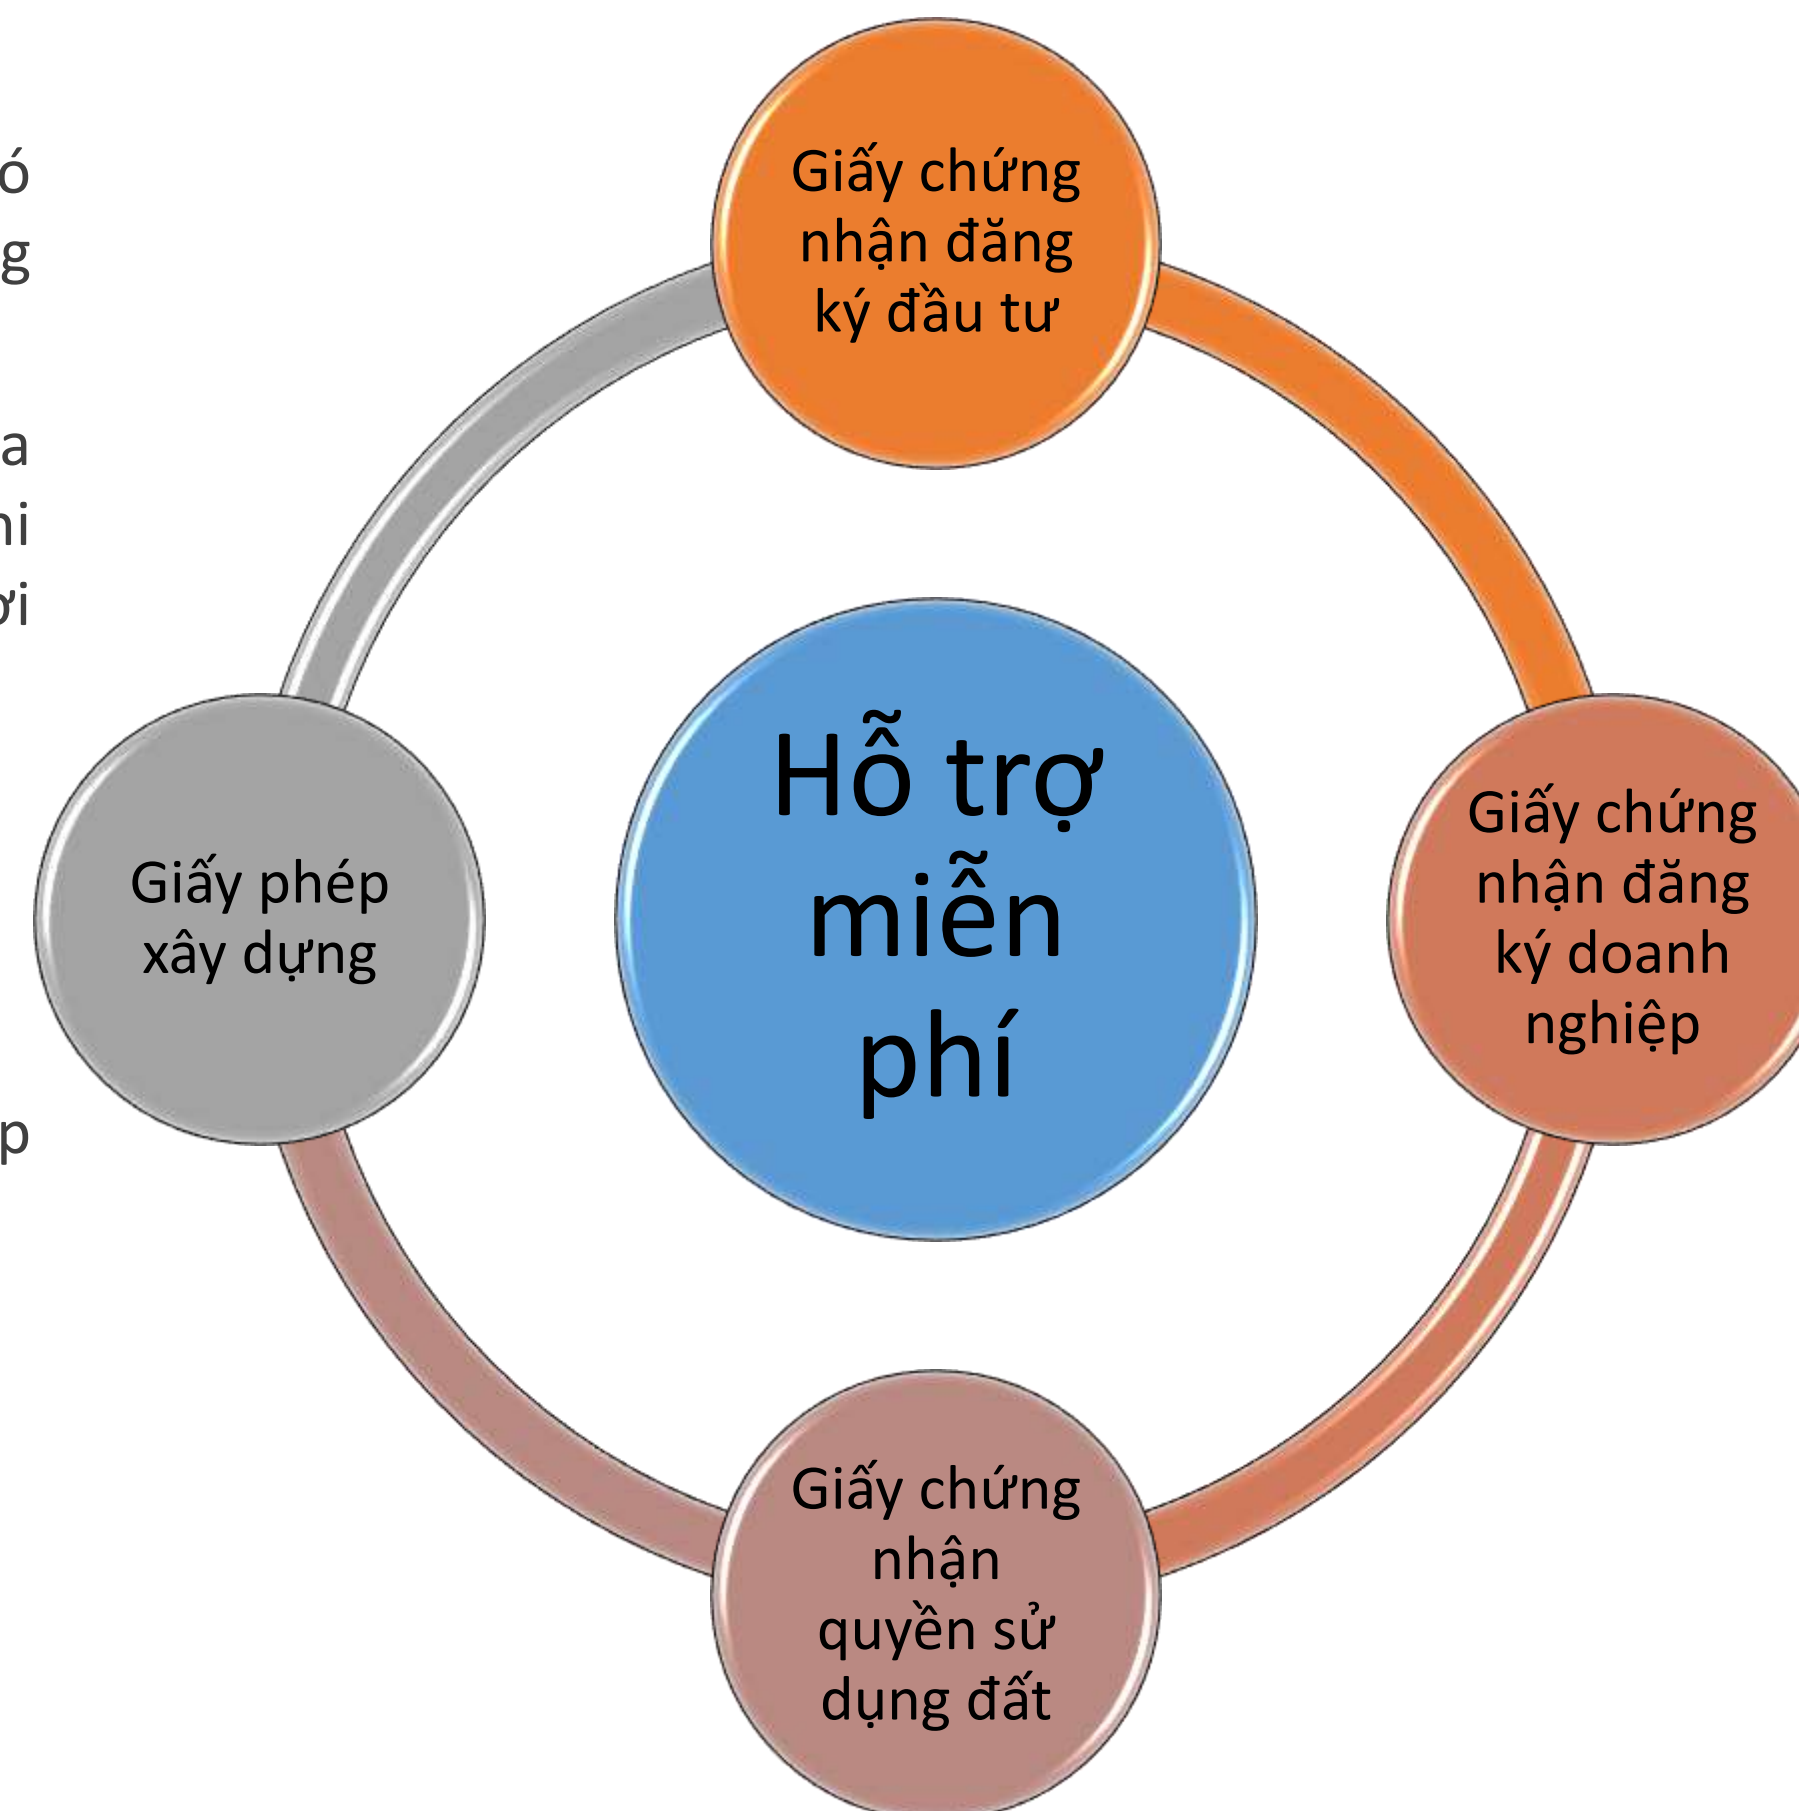 Giấy chứng
nhận đăng
ký đầu tư
Giấy chứng
nhận đăng
ký doanh
nghiệp
Giấy chứng
nhận
quyền sử
dụng đất
Giấy phép
xây dựng
Hỗ trợ
miễn
phí